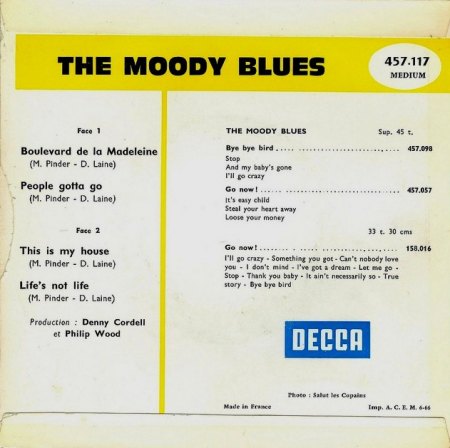 THE MOODY BLUES
457.117
MEDIUM
Face 1
Boulevard de la Madeleine
(M. Pinder - D. Laine)
People gotta go
(M. Pinder - D. Laine)
Face 2
This is my house
(M. Pinder - D. Laine)
Life's not life
(M. Pinder - D. Laine)
Production : Denny Cordell
et Philip Wood
THE MOODY BLUES Sup. 45 t.
Bye bye bird .................................... 457.098
Stop
And my baby's gone
I'll go crazy
Go now! .......................................... 457.057
It's easy child
Steal your heart away
Loose your money
33 t. 30 cms
Go now! .......................................... 158.016
I'll go crazy - Something you got - Can't nobody love
you - I don't mind - I've got a dream - Let me go -
Stop - Thank you baby - It ain't necessarily so - True
story - Bye bye bird
DECCA
Photo : Salut les Copains
Made in France Imp. A. C. E. M. 6-66